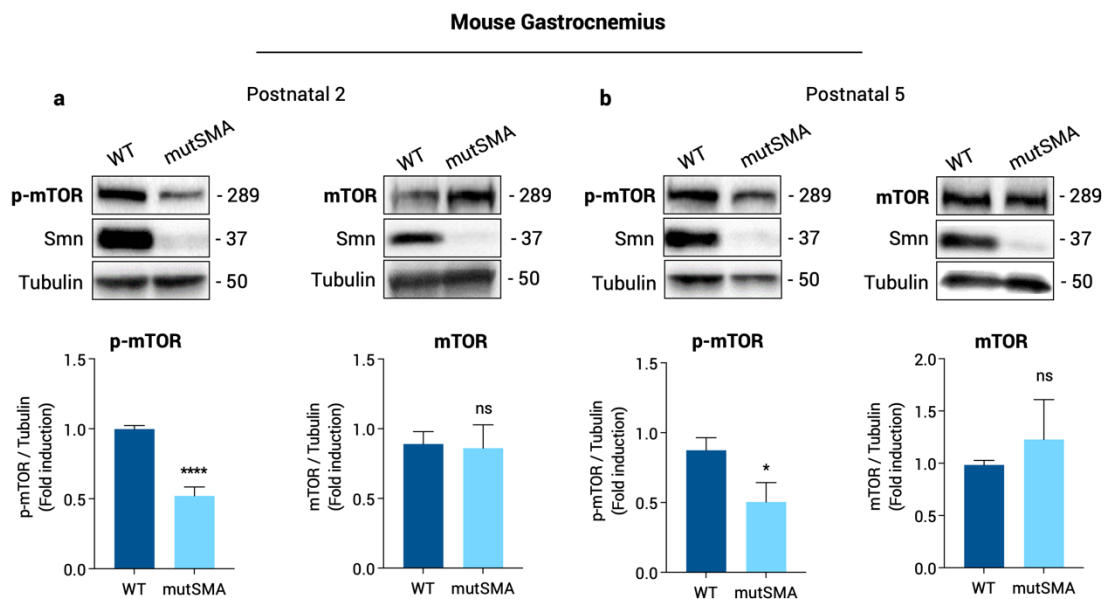 Mouse Gastrocnemius
a
Postnatal 2
WT
mutSMA
p-mTOR
- 289
Smn
- 37
Tubulin
- 50
WT
mutSMA
mTOR
- 289
Smn
- 37
Tubulin
- 50
p-mTOR
p-mTOR / Tubulin
(Fold induction)
1.5
1.0
0.5
0.0
****
WT
mutSMA
mTOR
mTOR / Tubulin
(Fold induction)
1.5
1.0
0.5
0.0
ns
WT
mutSMA
b
Postnatal 5
WT
mutSMA
p-mTOR
- 289
Smn
- 37
Tubulin
- 50
WT
mutSMA
mTOR
- 289
Smn
- 37
Tubulin
- 50
p-mTOR
p-mTOR / Tubulin
(Fold induction)
1.5
1.0
0.5
0.0
*
WT
mutSMA
mTOR
mTOR / Tubulin
(Fold induction)
2.0
1.5
1.0
0.5
0.0
ns
WT
mutSMA